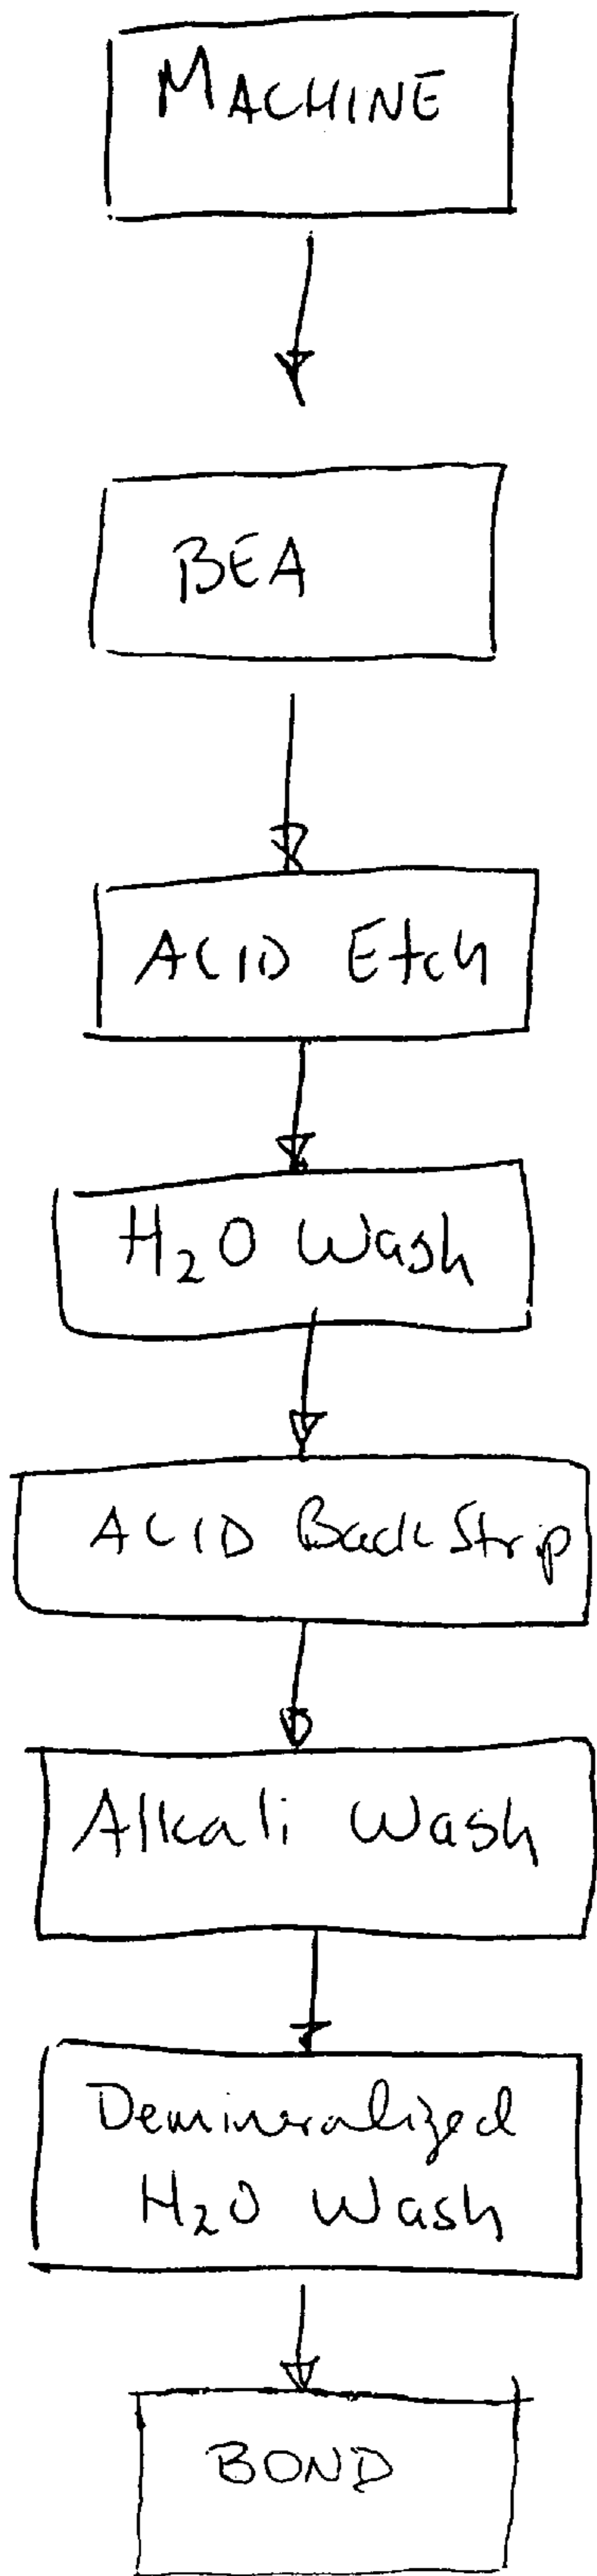 MACHINE
BEA
ACID Etch
H₂O Wash
ACID Back Strip
Alkali Wash
Demineralized
H₂O Wash
BOND